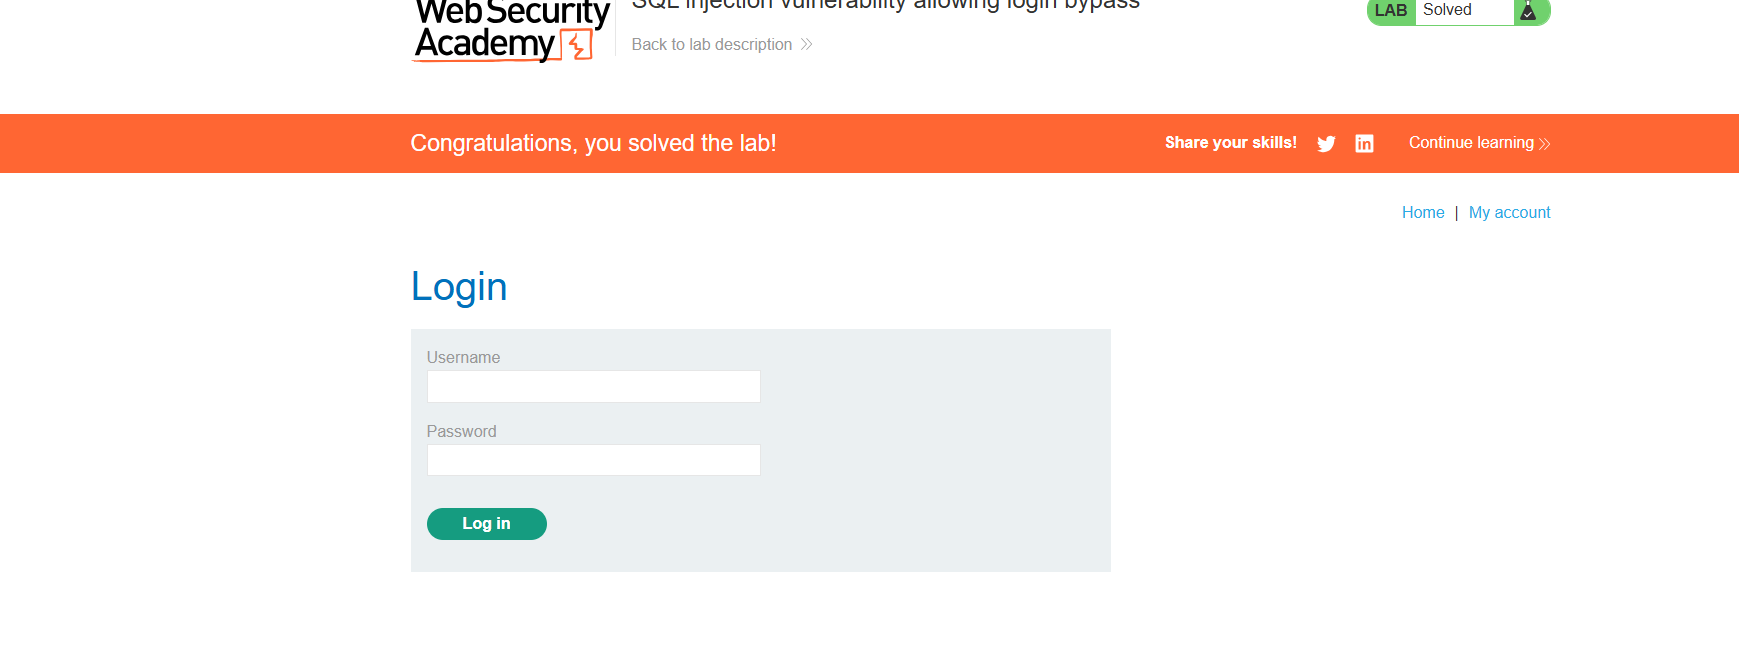 Web Security
Academy
SQL injection vulnerability allowing login bypass
Back to lab description
LAB Solved
Congratulations, you solved the lab!
Share your skills!
in
Continue learning
Home | My account
Login
Username
Password
Log in